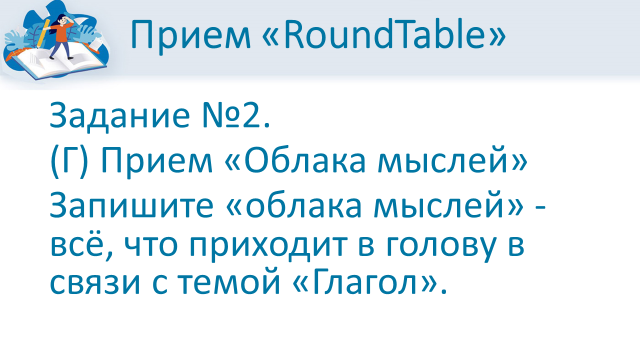 Прием «RoundTable»
Задание №2.
(Г) Прием «Облака мыслей»
Запишите «облака мыслей» -
всё, что приходит в голову в
связи с темой «Глагол».